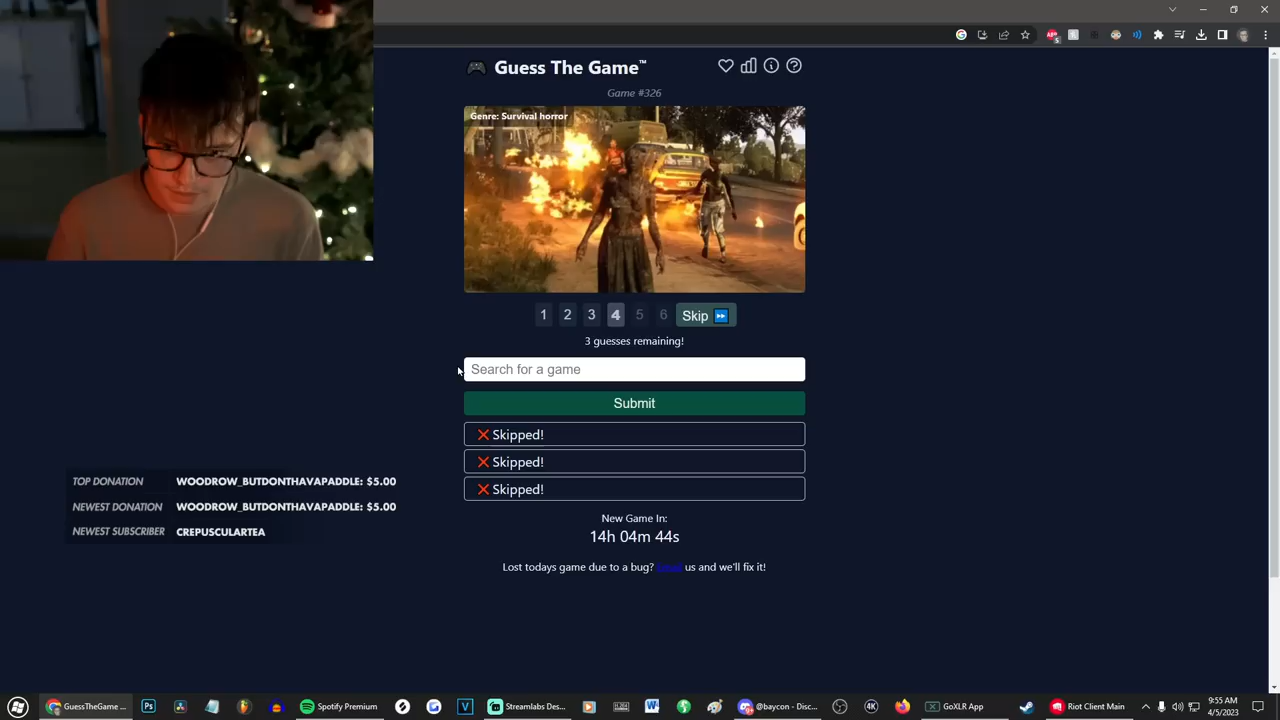 Guess The Game™
Game #326
Genre: Survival horror
1 2 3 4 5 6 Skip
3 guesses remaining!
Search for a game
Submit
Skipped!
Skipped!
Skipped!
New Game In:
14h 04m 44s
Lost todays game due to a bug? Email us and we'll fix it!
TOP DONATION WOODROW_BUTDONTHAVAPADDLE: $5.00
NEWEST DONATION WOODROW_BUTDONTHAVAPADDLE: $5.00
NEWEST SUBSCRIBER CREPUSCULARTEA
GuessTheGame ...
Spotify Premium
Streamlabs Des...
@baycon - Disc...
GoXLR App
Riot Client Main
9:55 AM
4/5/2023